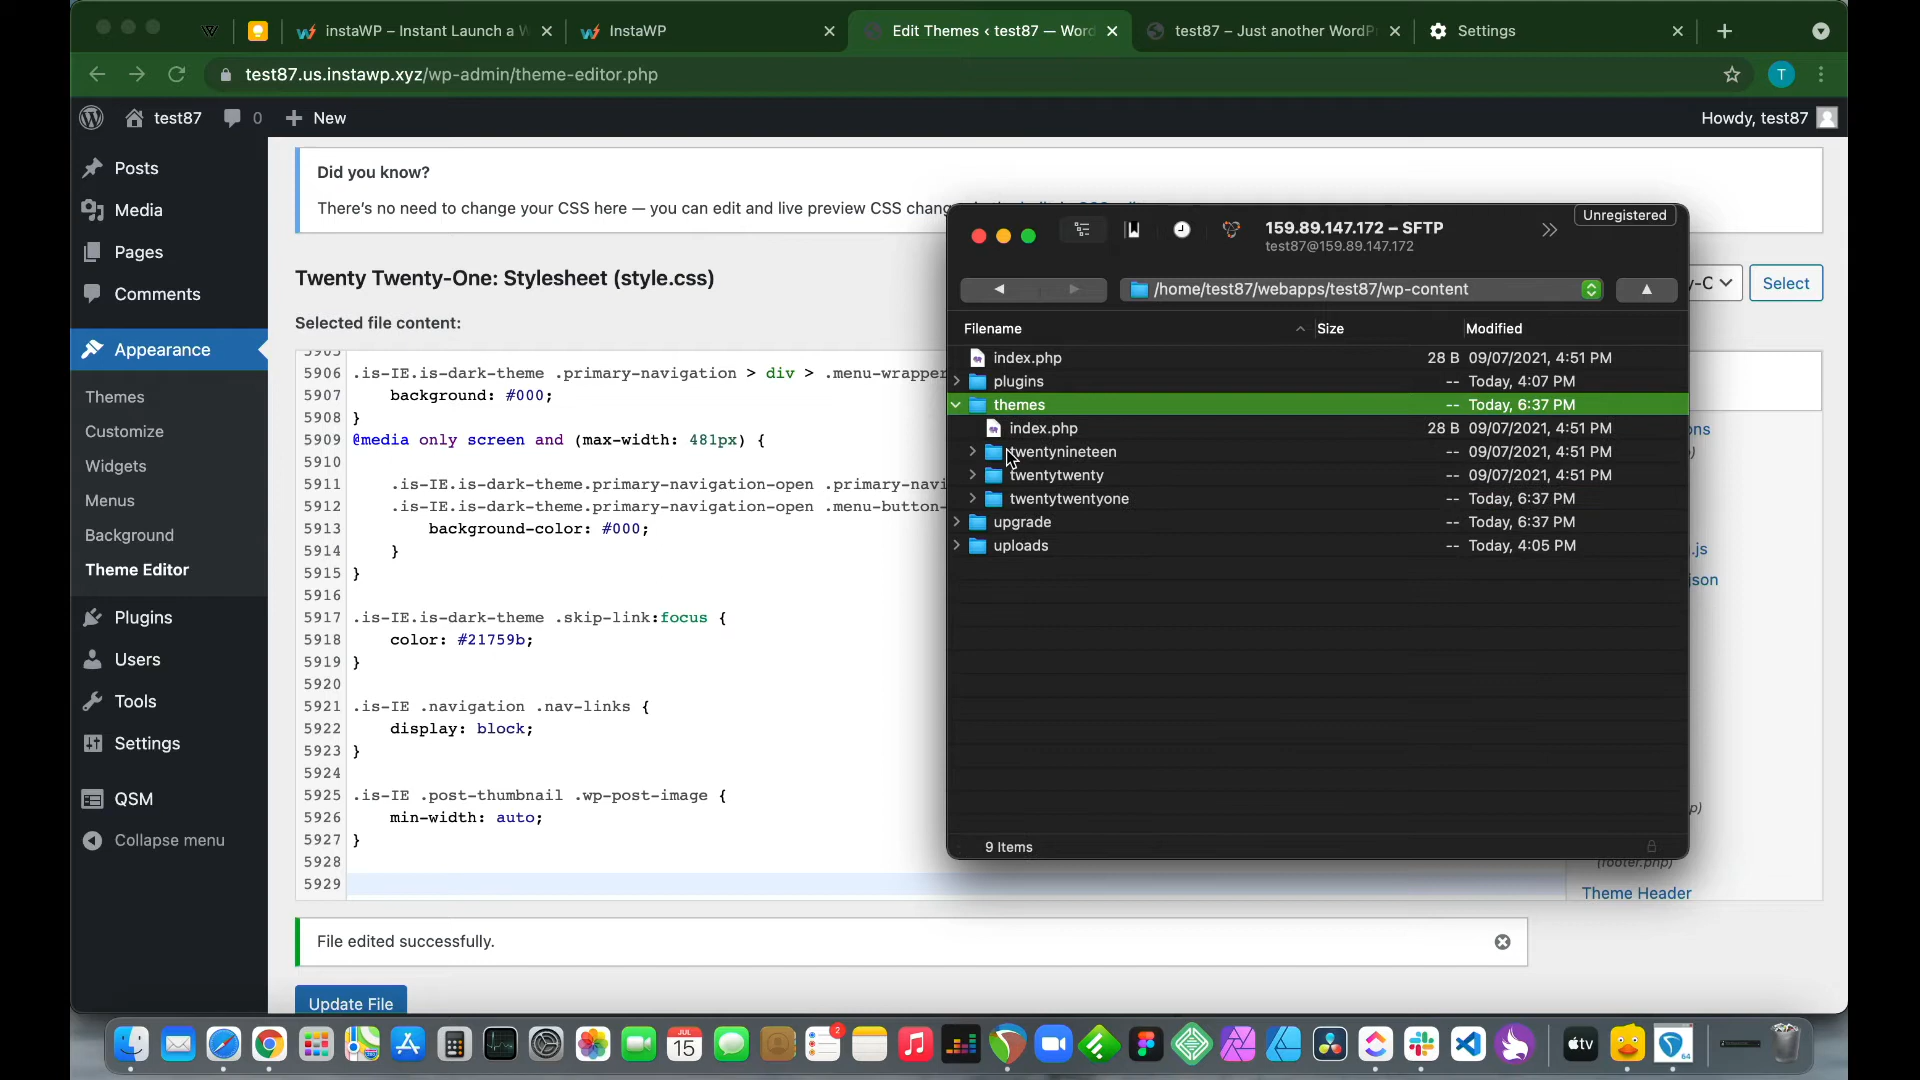 instaWP – Instant Launch a W
InstaWP
Edit Themes ‹ test87 — Word
test87 – Just another WordP
Settings
test87.us.instawp.xyz/wp-admin/theme-editor.php
T
test87
0
New
Howdy, test87
Posts
Media
Pages
Comments
Appearance
Themes
Customize
Widgets
Menus
Background
Theme Editor
Plugins
Users
Tools
Settings
QSM
Collapse menu
Did you know?
There's no need to change your CSS here — you can edit and live preview CSS chang
Twenty Twenty-One: Stylesheet (style.css)
y-C
Select
Selected file content:
5905
5906 .is-IE.is-dark-theme .primary-navigation > div > .menu-wrapper
5907 background: #000;
5908 }
5909 @media only screen and (max-width: 481px) {
5910
5911 .is-IE.is-dark-theme.primary-navigation-open .primary-navi
5912 .is-IE.is-dark-theme.primary-navigation-open .menu-button-
5913 background-color: #000;
5914 }
5915 }
5916
5917 .is-IE.is-dark-theme .skip-link:focus {
5918 color: #21759b;
5919 }
5920
5921 .is-IE .navigation .nav-links {
5922 display: block;
5923 }
5924
5925 .is-IE .post-thumbnail .wp-post-image {
5926 min-width: auto;
5927 }
5928
5929
ons
)
.js
json
p)
(footer.php)
Theme Header
File edited successfully.
Update File
Unregistered
159.89.147.172 – SFTP
test87@159.89.147.172
/home/test87/webapps/test87/wp-content
Filename Size Modified
index.php 28 B 09/07/2021, 4:51 PM
plugins -- Today, 4:07 PM
themes -- Today, 6:37 PM
index.php 28 B 09/07/2021, 4:51 PM
twentynineteen -- 09/07/2021, 4:51 PM
twentytwenty -- 09/07/2021, 4:51 PM
twentytwentyone -- Today, 6:37 PM
upgrade -- Today, 6:37 PM
uploads -- Today, 4:05 PM
9 Items
JUL
15
2
tv
64